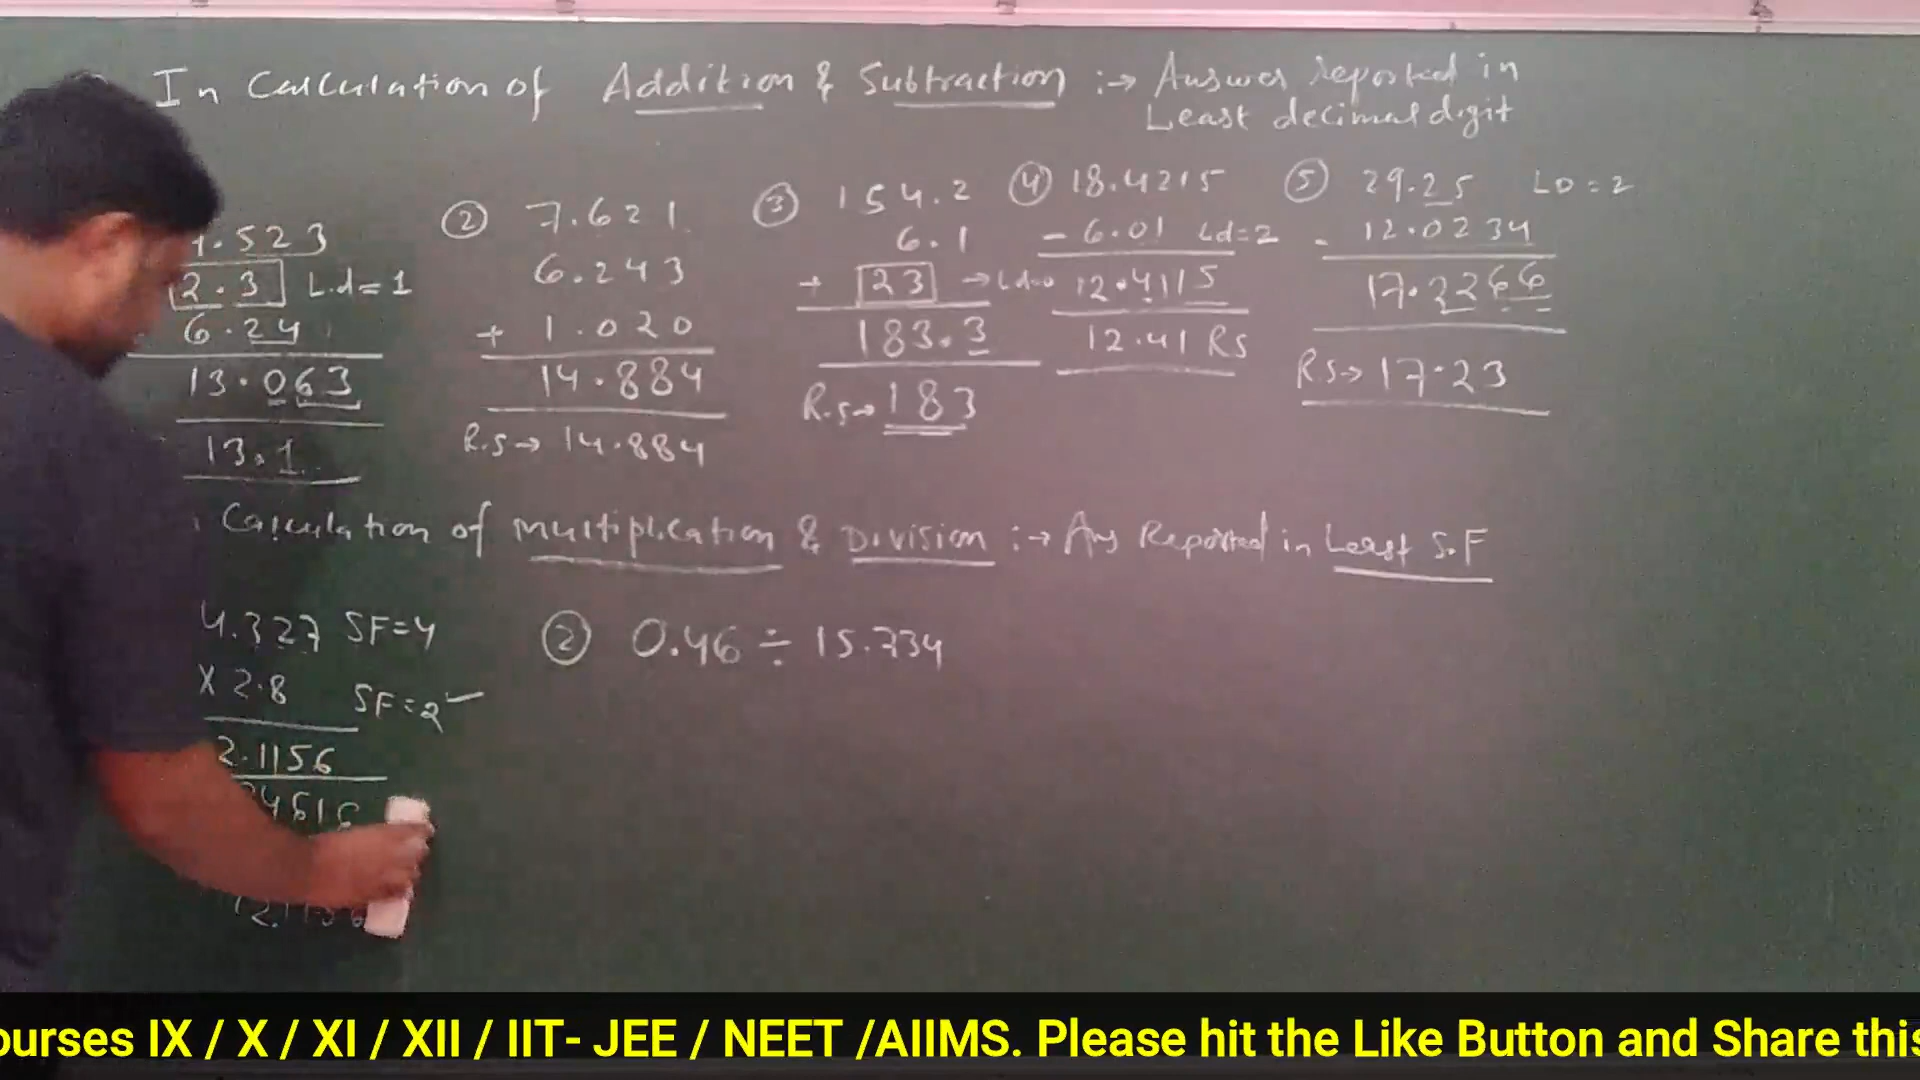 In Calculation of Addition & Subtraction :→ Answer reported in
Least decimal digit
.523
2.3 L.d=1
6.24
13.063
13.1
② 7.621
6.243
+ 1.020
14.884
R.S→ 14.884
③ 154.2
6.1
+ 23 →Ld=0
183.3
R.S→ 183
④ 18.4215
- 6.01 Ld=2
12.4115
12.41 RS
⑤ 29.25 LD=2
- 12.0234
17.2266
RS→ 17.23
Calculation of Multiplication & Division :→ Ans Reported in Least S.F
4.327 SF=4
X 2.8 SF=2
2.1156
② 0.46 ÷ 15.734
ourses IX / X / XI / XII / IIT- JEE / NEET /AIIMS. Please hit the Like Button and Share this